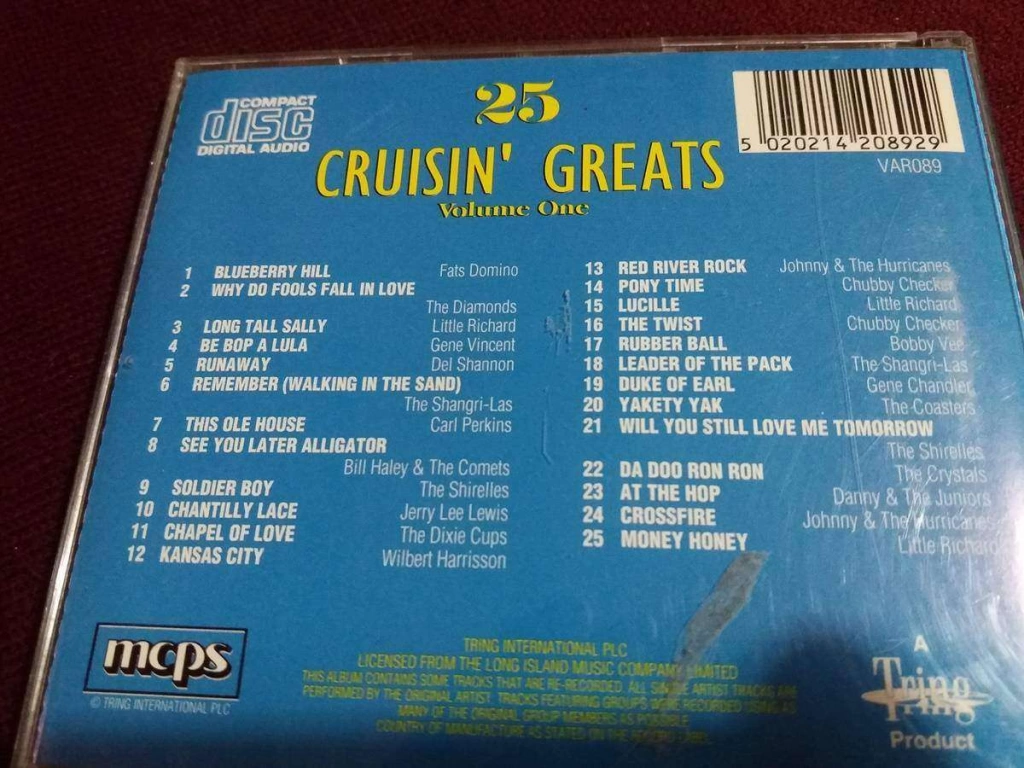 COMPACT
disc
DIGITAL AUDIO
25
CRUISIN' GREATS
Volume One
5 020214 208929
VAR089
1 BLUEBERRY HILL Fats Domino
2 WHY DO FOOLS FALL IN LOVE
The Diamonds
3 LONG TALL SALLY Little Richard
4 BE BOP A LULA Gene Vincent
5 RUNAWAY Del Shannon
6 REMEMBER (WALKING IN THE SAND)
The Shangri-Las
7 THIS OLE HOUSE Carl Perkins
8 SEE YOU LATER ALLIGATOR
Bill Haley & The Comets
9 SOLDIER BOY The Shirelles
10 CHANTILLY LACE Jerry Lee Lewis
11 CHAPEL OF LOVE The Dixie Cups
12 KANSAS CITY Wilbert Harrisson
13 RED RIVER ROCK Johnny & The Hurricanes
14 PONY TIME Chubby Checker
15 LUCILLE Little Richard
16 THE TWIST Chubby Checker
17 RUBBER BALL Bobby Vee
18 LEADER OF THE PACK The Shangri-Las
19 DUKE OF EARL Gene Chandler
20 YAKETY YAK The Coasters
21 WILL YOU STILL LOVE ME TOMORROW
The Shirelles
22 DA DOO RON RON The Crystals
23 AT THE HOP Danny & The Juniors
24 CROSSFIRE Johnny & The Hurricanes
25 MONEY HONEY Little Richard
mcps
© TRING INTERNATIONAL PLC
TRING INTERNATIONAL PLC
LICENSED FROM THE LONG ISLAND MUSIC COMPANY LIMITED
THIS ALBUM CONTAINS SOME TRACKS THAT ARE RE-RECORDED. ALL SINGLE ARTIST TRACKS ARE
PERFORMED BY THE ORIGINAL ARTIST. TRACKS FEATURING GROUPS WERE RECORDED USING AS
MANY OF THE ORIGINAL GROUP MEMBERS AS POSSIBLE.
COUNTRY OF MANUFACTURE AS STATED ON THE RECORD LABEL
A
Tring
Product